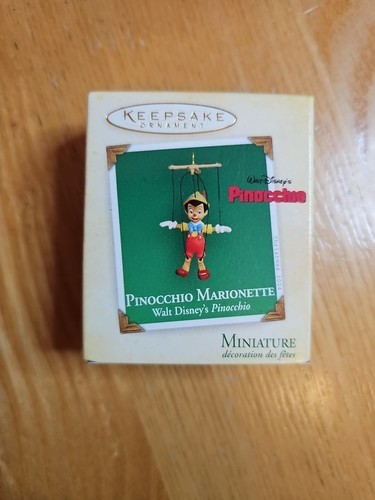 KEEPSAKE
ORNAMENT
Walt Disney's
Pinocchio
PINOCCHIO MARIONETTE
Walt Disney's Pinocchio
MINIATURE
décoration des fêtes